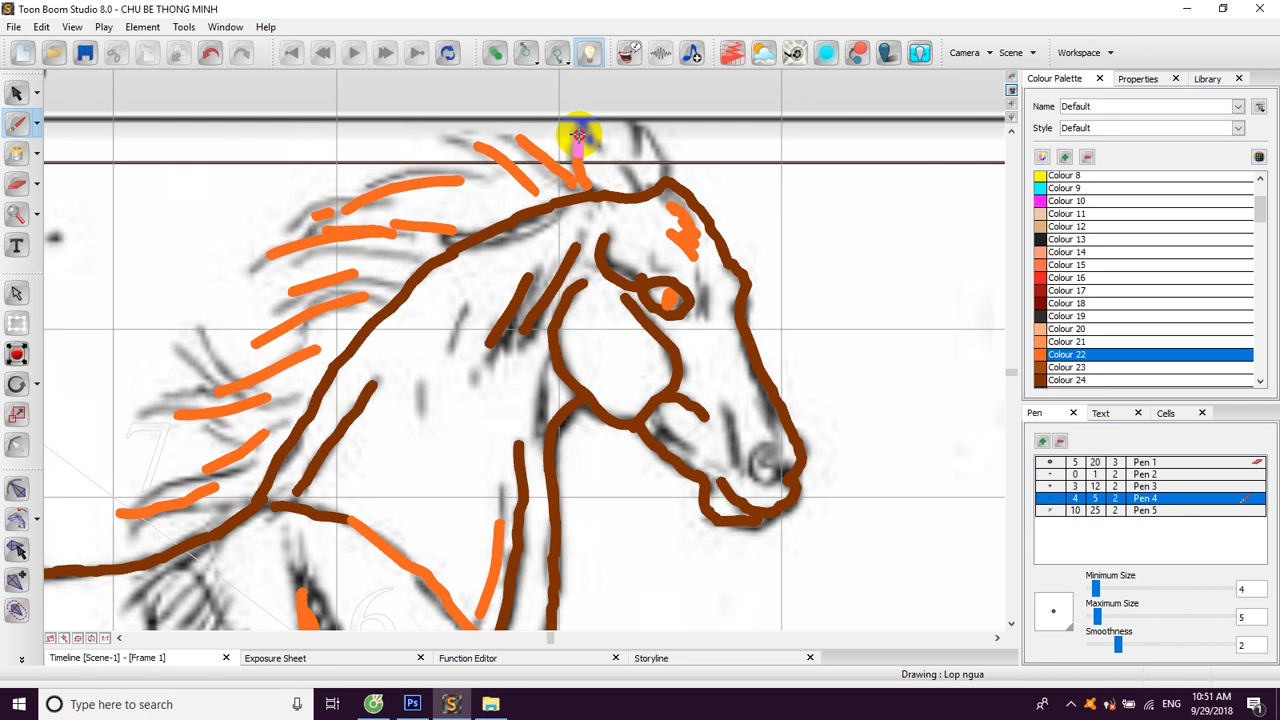 Toon Boom Studio 8.0 - CHU BE THONG MINH
File Edit View Play Element Tools Window Help
Camera Scene Workspace
Colour Palette Properties Library
Name Default
Style Default
Colour 8
Colour 9
Colour 10
Colour 11
Colour 12
Colour 13
Colour 14
Colour 15
Colour 16
Colour 17
Colour 18
Colour 19
Colour 20
Colour 21
Colour 22
Colour 23
Colour 24
Pen Text Cells
5 20 3 Pen 1
0 1 2 Pen 2
3 12 2 Pen 3
4 5 2 Pen 4
10 25 2 Pen 5
Minimum Size
4
Maximum Size
5
Smoothness
2
7
6
Timeline [Scene-1] - [Frame 1] Exposure Sheet Function Editor Storyline
Drawing : Lop ngua
Type here to search
ENG
10:51 AM
9/29/2018